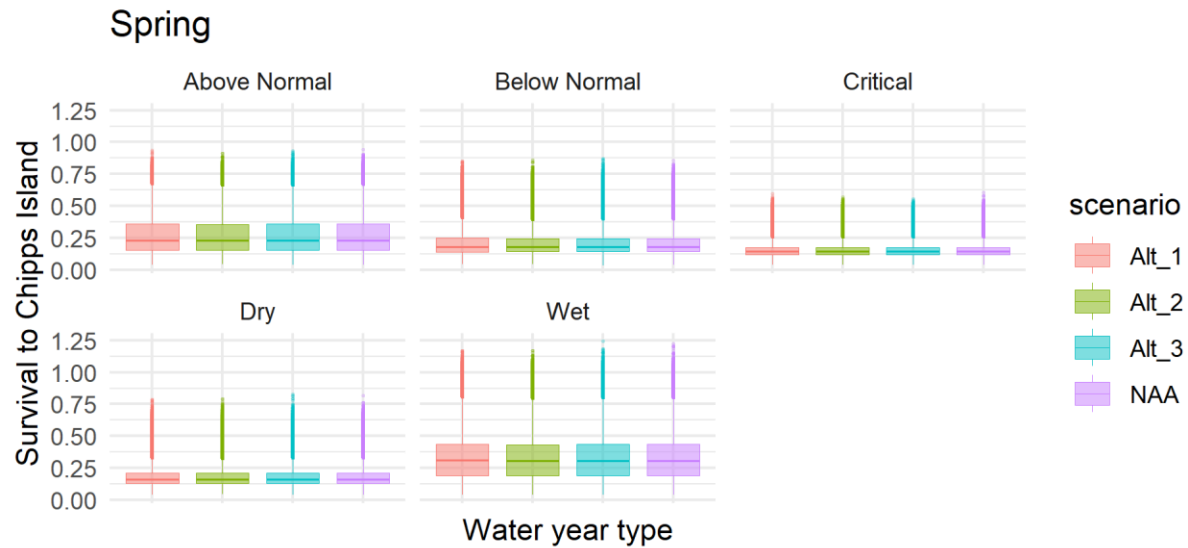 Spring
Above Normal
Below Normal
Critical
1.25
1.00
0.75
0.50
0.25
0.00
Dry
Wet
1.25
1.00
0.75
0.50
0.25
0.00
Survival to Chipps Island
Water year type
scenario
Alt_1
Alt_2
Alt_3
NAA